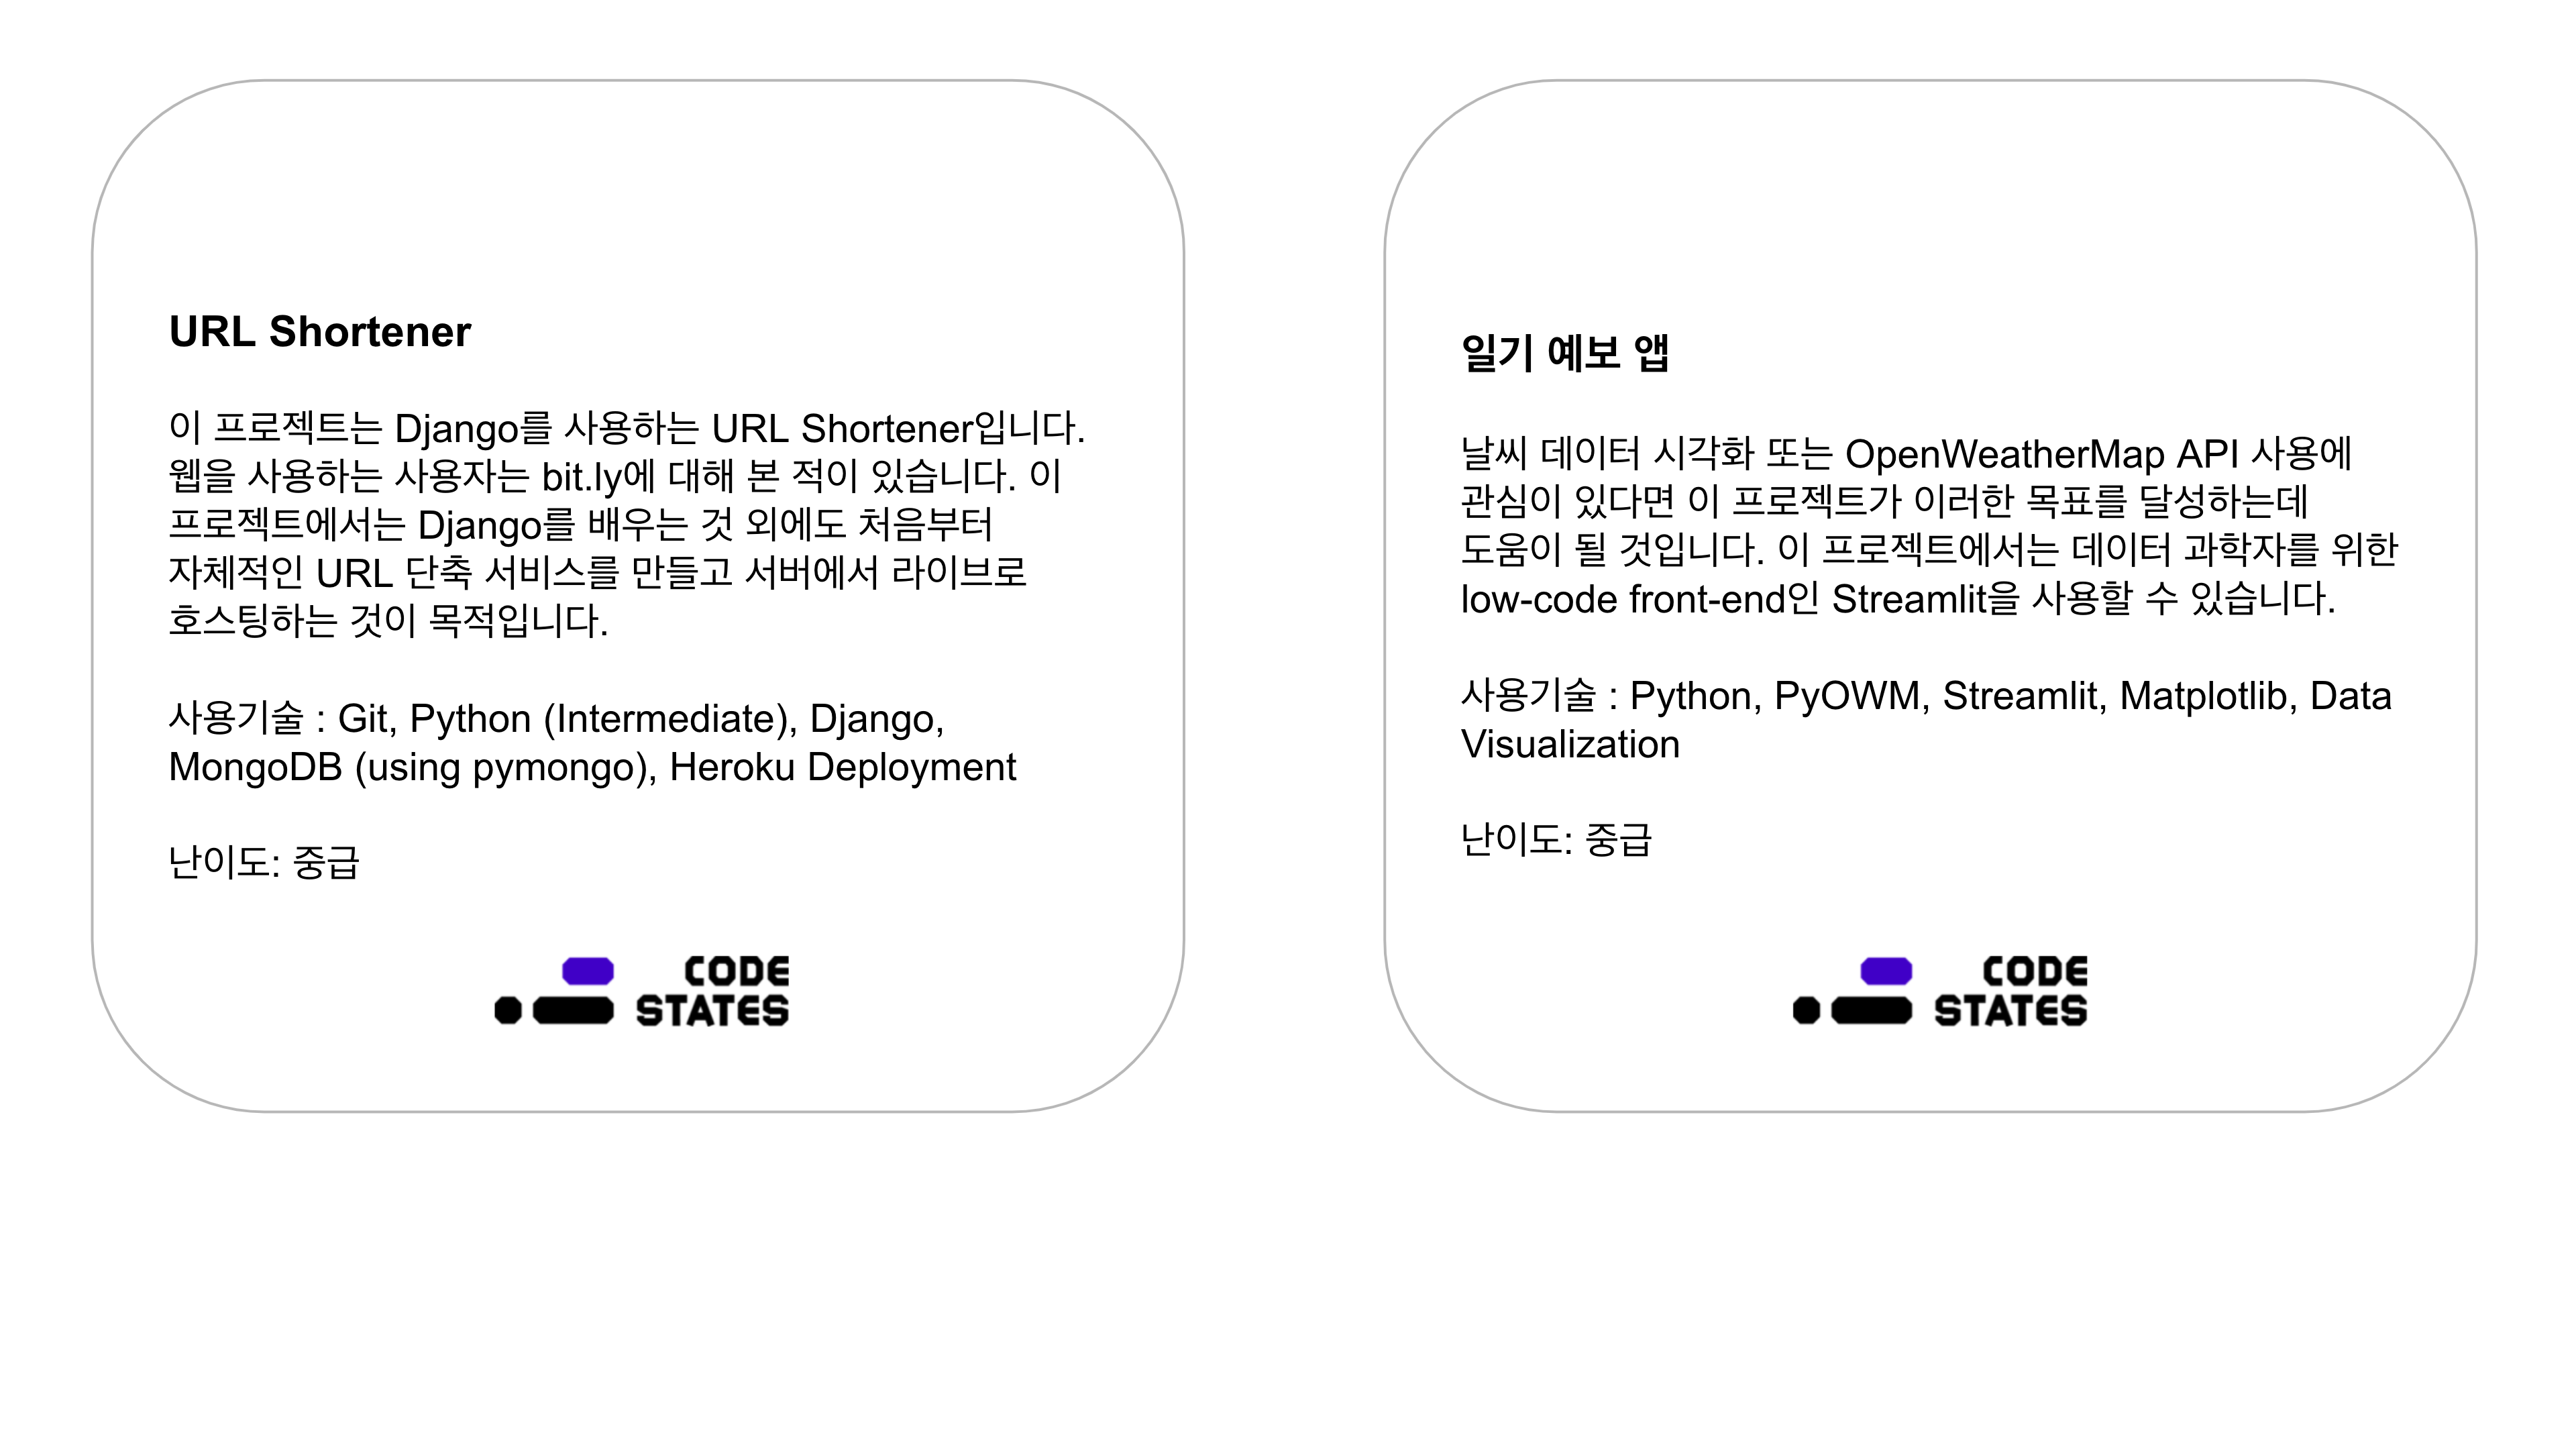 URL Shortener
이 프로젝트는 Django를 사용하는 URL Shortener입니다.
웹을 사용하는 사용자는 bit.ly에 대해 본 적이 있습니다. 이
프로젝트에서는 Django를 배우는 것 외에도 처음부터
자체적인 URL 단축 서비스를 만들고 서버에서 라이브로
호스팅하는 것이 목적입니다.
사용기술 : Git, Python (Intermediate), Django,
MongoDB (using pymongo), Heroku Deployment
난이도: 중급
CODE
STATES
일기 예보 앱
날씨 데이터 시각화 또는 OpenWeatherMap API 사용에
관심이 있다면 이 프로젝트가 이러한 목표를 달성하는데
도움이 될 것입니다. 이 프로젝트에서는 데이터 과학자를 위한
low-code front-end인 Streamlit을 사용할 수 있습니다.
사용기술 : Python, PyOWM, Streamlit, Matplotlib, Data
Visualization
난이도: 중급
CODE
STATES